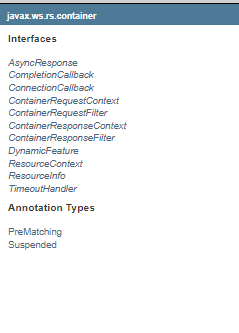 javax.ws.rs.container
Interfaces
AsyncResponse
CompletionCallback
ConnectionCallback
ContainerRequestContext
ContainerRequestFilter
ContainerResponseContext
ContainerResponseFilter
DynamicFeature
ResourceContext
ResourceInfo
TimeoutHandler
Annotation Types
PreMatching
Suspended